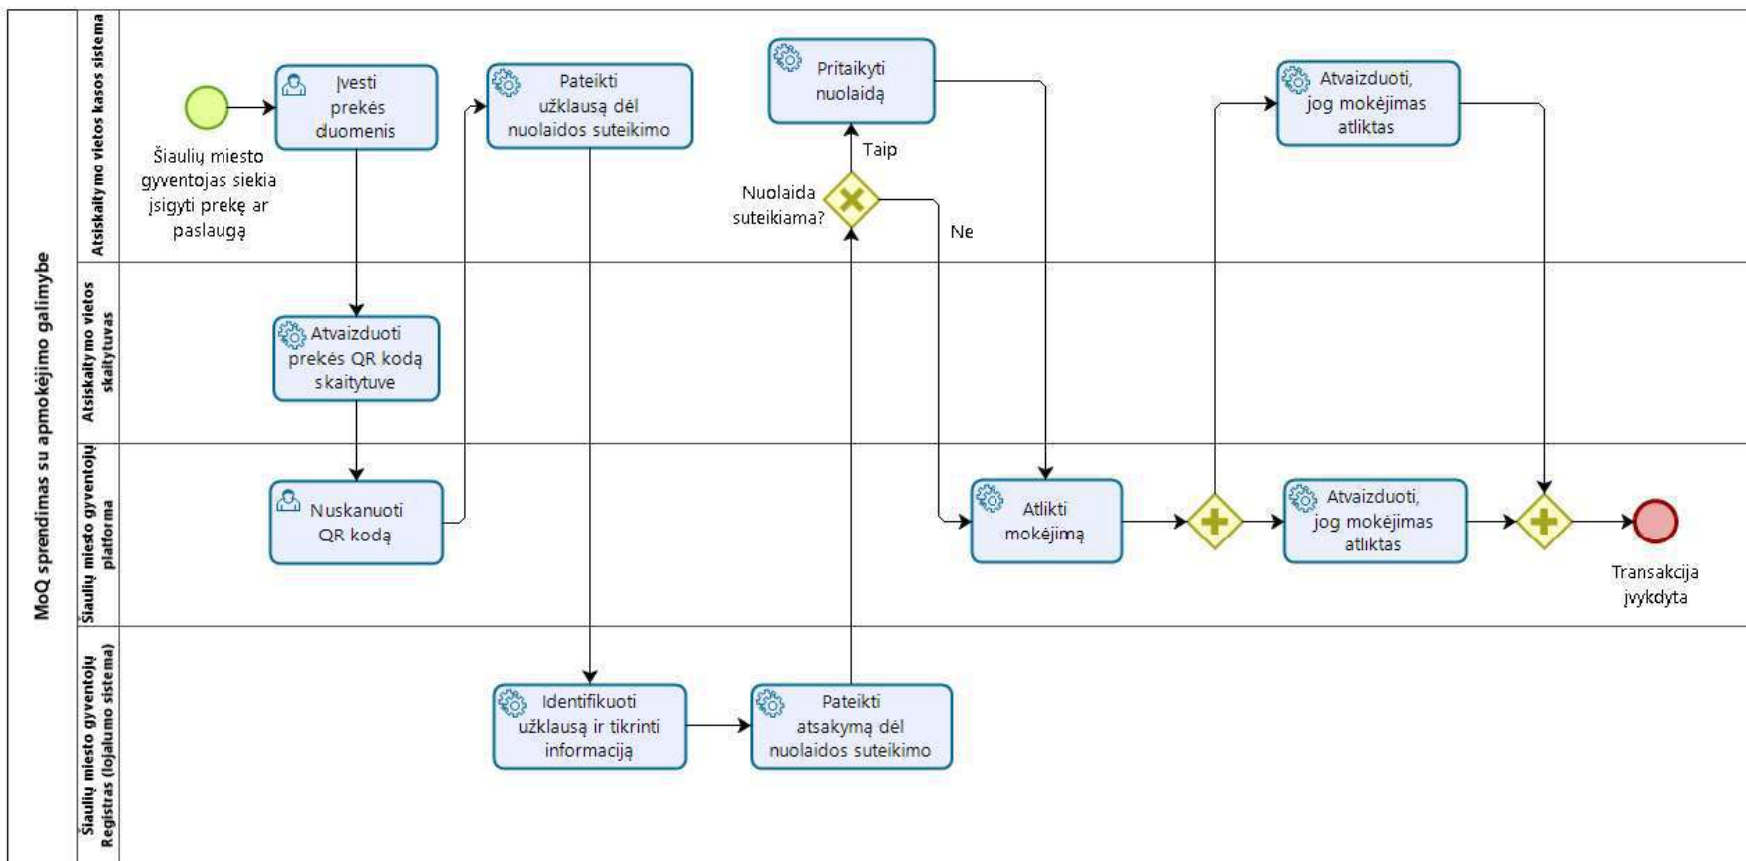 MoQ sprendimas su apmokėjimo galimybe
Atsiskaitymo vietos kasos sistema
Įvesti
prekės
duomenis
Šiaulių miesto
gyventojas siekia
įsigyti prekę ar
paslaugą
Pateikti
užklausą dėl
nuolaidos suteikimo
Pritaikyti
nuolaidą
Taip
Nuolaida
suteikiama?
Ne
Atvaizduoti,
jog mokėjimas
atliktas
Atsiskaitymo vietos
skaitytuvas
Atvaizduoti
prekės QR kodą
skaitytuve
Šiaulių miesto gyventojų
platforma
Nuskanuoti
QR kodą
Atlikti
mokėjimą
Atvaizduoti,
jog mokėjimas
atliktas
Transakcija
įvykdyta
Šiaulių miesto gyventojų
Registras (lojalumo sistema)
Identifikuoti
užklausą ir tikrinti
informaciją
Pateikti
atsakymą dėl
nuolaidos suteikimo